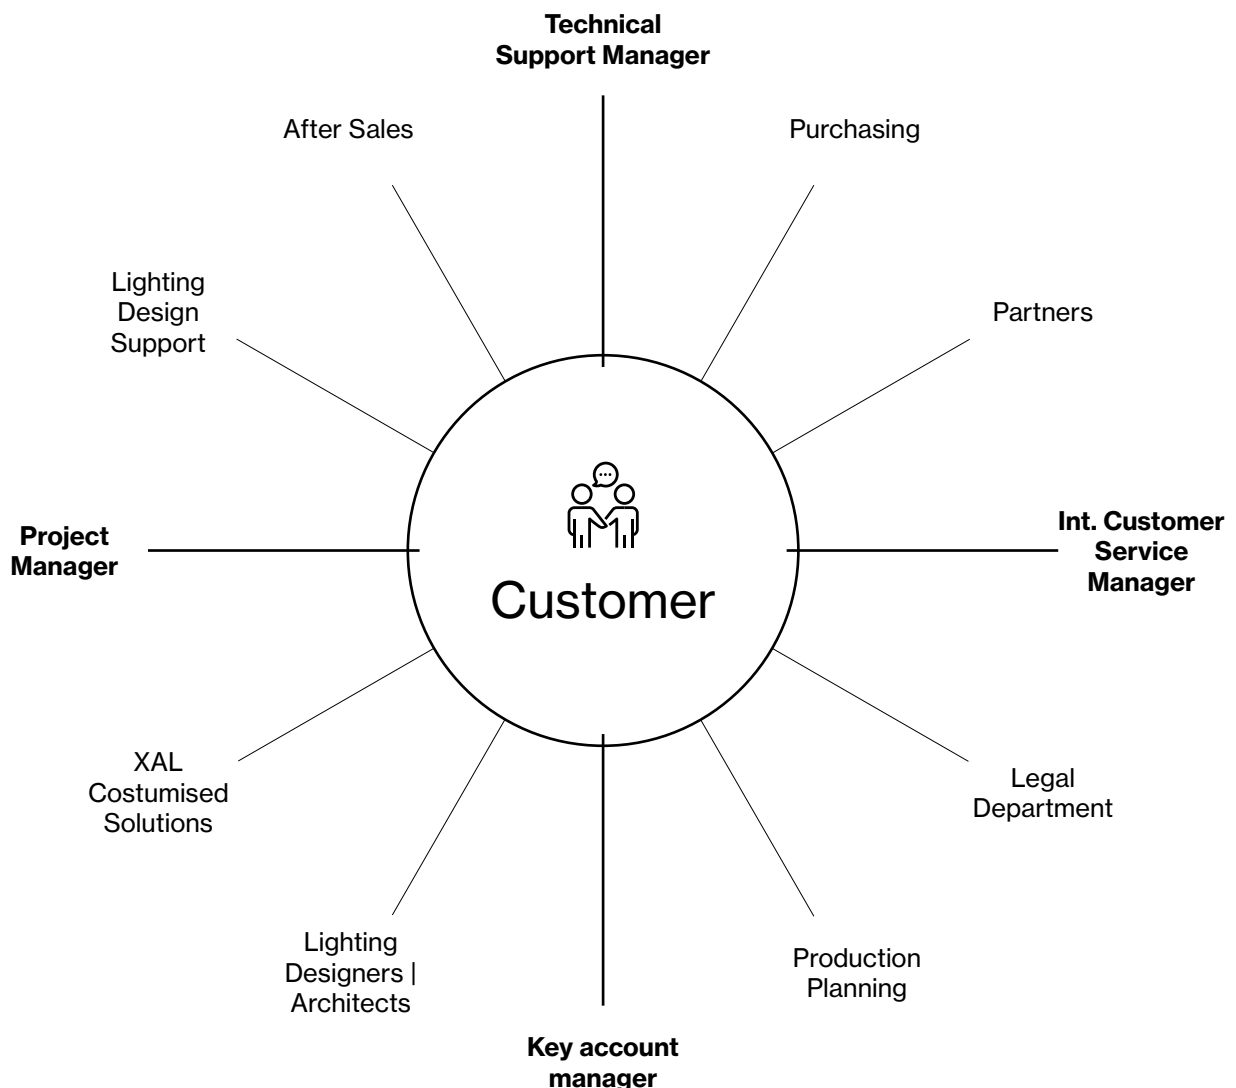 Technical
Support Manager
After Sales
Purchasing
Lighting
Design
Support
Partners
Project
Manager
Customer
Int. Customer
Service
Manager
XAL
Costumised
Solutions
Legal
Department
Lighting
Designers |
Architects
Production
Planning
Key account
manager